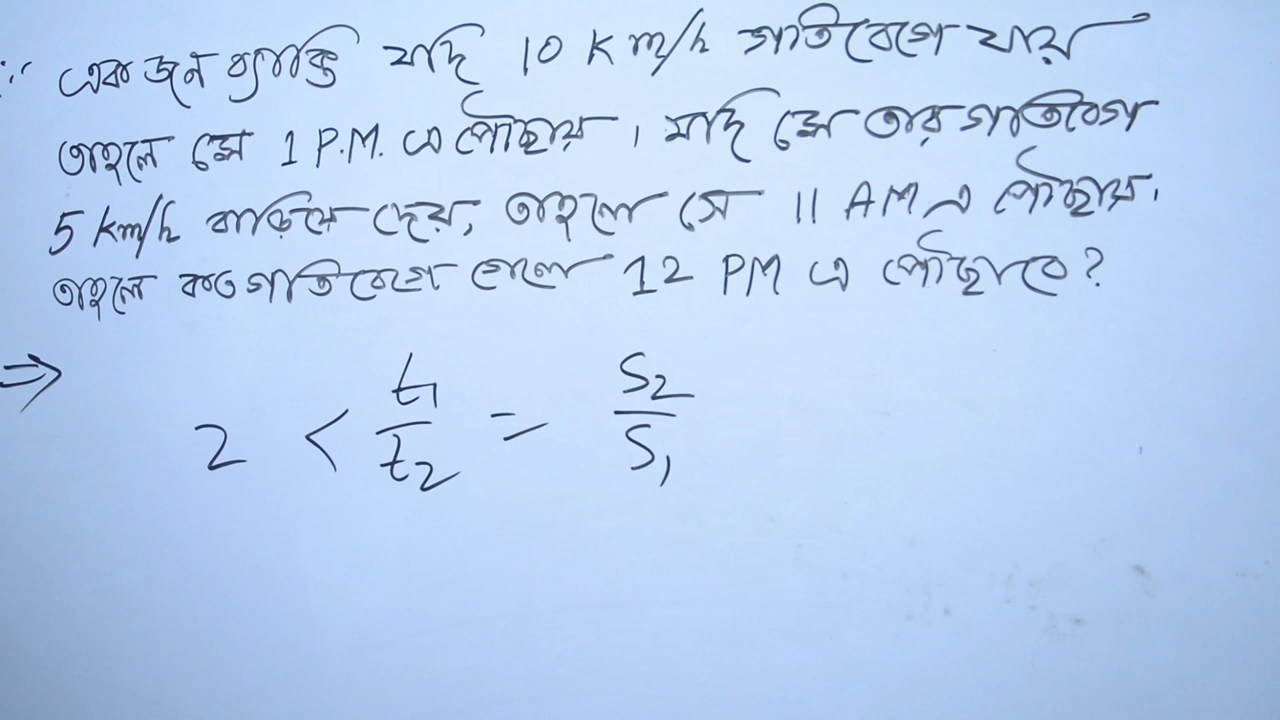 ∵ একজন ব্যাক্তি যদি 10 Km/h গতিবেগে যায়
তাহলে সে 1 P.M. এ পৌঁছায়। যদি সে তার গতিবেগ
5 km/h বাড়িয়ে দেয়, তাহলে সে 11 AM এ পৌঁছায়.
তাহলে কত গতিবেগে গেলে 12 PM এ পৌঁছাবে?
⇒ 2 < t₁/t₂ = S₂/S₁